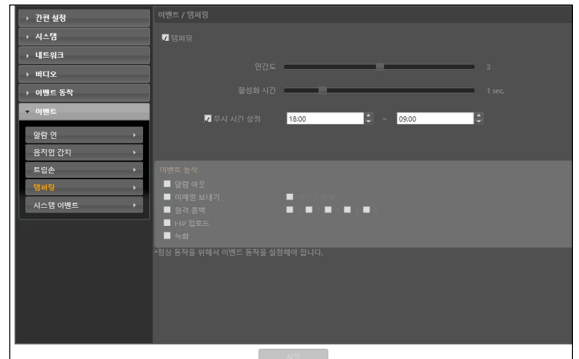 간편 설정
시스템
네트워크
비디오
이벤트 동작
이벤트
알람 인
움직임 감지
트립존
탬퍼링
시스템 이벤트
이벤트 / 탬퍼링
탬퍼링
민감도 3
활성화 시간 1 sec.
무시 시간 설정 18:00 ~ 09:00
이벤트 동작
알람 아웃
이메일 보내기
원격 콜백
FTP 업로드
녹화
*정상 동작을 위해서 이벤트 동작을 설정해야 합니다.